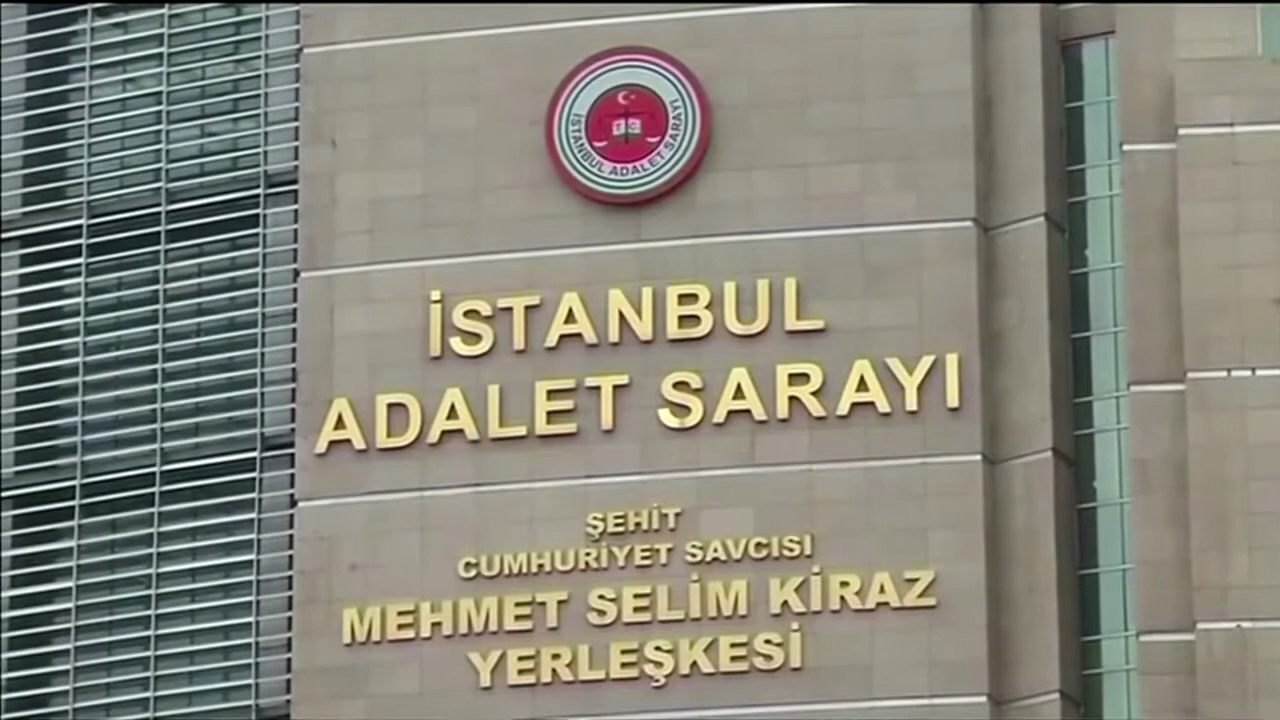 İSTANBUL ADALET SARAYI
T C
İSTANBUL
ADALET SARAYI
ŞEHİT
CUMHURİYET SAVCISI
MEHMET SELİM KİRAZ
YERLEŞKESİ